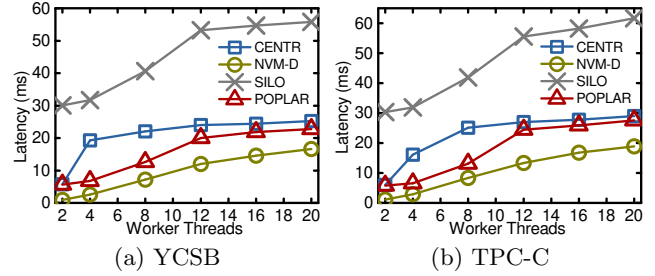 60
50
40
30
20
10
0
Latency (ms)
CENTR
NVM-D
SILO
POPLAR
2 4 6 8 10 12 14 16 18 20
Worker Threads
(a) YCSB
60
50
40
30
20
10
0
Latency (ms)
CENTR
NVM-D
SILO
POPLAR
2 4 6 8 10 12 14 16 18 20
Worker Threads
(b) TPC-C